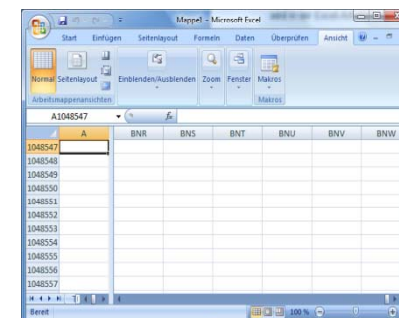 Mappe1 - Microsoft Excel
Start Einfügen Seitenlayout Formeln Daten Überprüfen Ansicht
Normal Seitenlayout Einblenden/Ausblenden Zoom Fenster Makros
Arbeitsmappenansichten Makros
A1048547 fx
A BNR BNS BNT BNU BNV BNW
1048547
1048548
1048549
1048550
1048551
1048552
1048553
1048554
1048555
1048556
1048557
Bereit 100 %